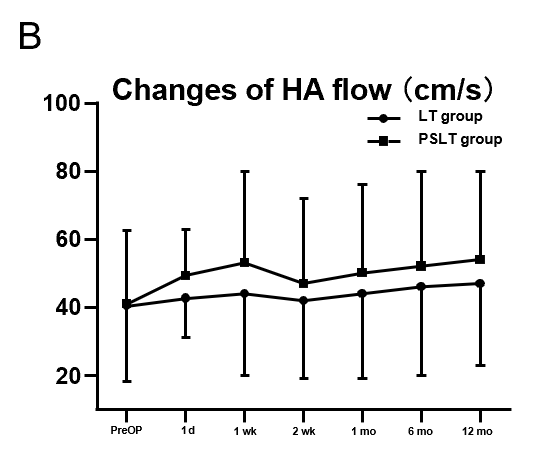 B
Changes of HA flow（cm/s）
LT group
PSLT group
100
80
60
40
20
PreOP 1 d 1 wk 2 wk 1 mo 6 mo 12 mo